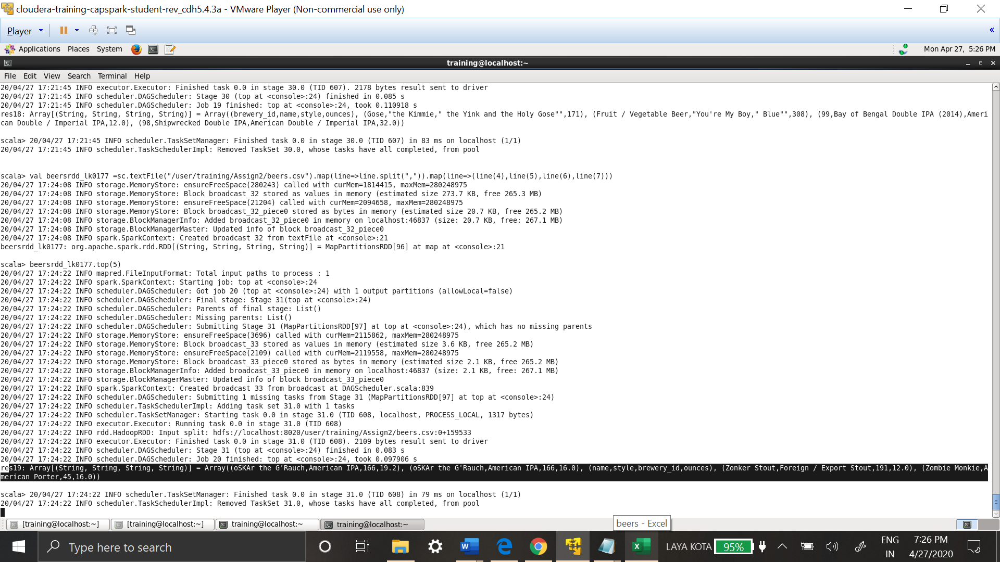 cloudera-training-capspark-student-rev_cdh5.4.3a - VMware Player (Non-commercial use only)
Player
Applications Places System Mon Apr 27, 5:26 PM
training@localhost:~
File Edit View Search Terminal Help
20/04/27 17:21:45 INFO executor.Executor: Finished task 0.0 in stage 30.0 (TID 607). 2178 bytes result sent to driver
20/04/27 17:21:45 INFO scheduler.DAGScheduler: Stage 30 (top at <console>:24) finished in 0.085 s
20/04/27 17:21:45 INFO scheduler.DAGScheduler: Job 19 finished: top at <console>:24, took 0.110918 s
res18: Array[(String, String, String, String)] = Array((brewery_id,name,style,ounces), (Gose,"the Kimmie," the Yink and the Holy Gose"",171), (Fruit / Vegetable Beer,"You're My Boy," Blue"",308), (99,Bay of Bengal Double IPA (2014),Ameri
can Double / Imperial IPA,12.0), (98,Shipwrecked Double IPA,American Double / Imperial IPA,32.0))
scala> 20/04/27 17:21:45 INFO scheduler.TaskSetManager: Finished task 0.0 in stage 30.0 (TID 607) in 83 ms on localhost (1/1)
20/04/27 17:21:45 INFO scheduler.TaskSchedulerImpl: Removed TaskSet 30.0, whose tasks have all completed, from pool
scala> val beersrdd_lk0177 =sc.textFile("/user/training/Assign2/beers.csv").map(line=>line.split(",")).map(line=>(line(4),line(5),line(6),line(7)))
20/04/27 17:24:08 INFO storage.MemoryStore: ensureFreeSpace(280243) called with curMem=1814415, maxMem=280248975
20/04/27 17:24:08 INFO storage.MemoryStore: Block broadcast_32 stored as values in memory (estimated size 273.7 KB, free 265.3 MB)
20/04/27 17:24:08 INFO storage.MemoryStore: ensureFreeSpace(21204) called with curMem=2094658, maxMem=280248975
20/04/27 17:24:08 INFO storage.MemoryStore: Block broadcast_32_piece0 stored as bytes in memory (estimated size 20.7 KB, free 265.2 MB)
20/04/27 17:24:08 INFO storage.BlockManagerInfo: Added broadcast_32_piece0 in memory on localhost:46837 (size: 20.7 KB, free: 267.1 MB)
20/04/27 17:24:08 INFO storage.BlockManagerMaster: Updated info of block broadcast_32_piece0
20/04/27 17:24:08 INFO spark.SparkContext: Created broadcast 32 from textFile at <console>:21
beersrdd_lk0177: org.apache.spark.rdd.RDD[(String, String, String, String)] = MapPartitionsRDD[96] at map at <console>:21
scala> beersrdd_lk0177.top(5)
20/04/27 17:24:22 INFO mapred.FileInputFormat: Total input paths to process : 1
20/04/27 17:24:22 INFO spark.SparkContext: Starting job: top at <console>:24
20/04/27 17:24:22 INFO scheduler.DAGScheduler: Got job 20 (top at <console>:24) with 1 output partitions (allowLocal=false)
20/04/27 17:24:22 INFO scheduler.DAGScheduler: Final stage: Stage 31(top at <console>:24)
20/04/27 17:24:22 INFO scheduler.DAGScheduler: Parents of final stage: List()
20/04/27 17:24:22 INFO scheduler.DAGScheduler: Missing parents: List()
20/04/27 17:24:22 INFO scheduler.DAGScheduler: Submitting Stage 31 (MapPartitionsRDD[97] at top at <console>:24), which has no missing parents
20/04/27 17:24:22 INFO storage.MemoryStore: ensureFreeSpace(3696) called with curMem=2115862, maxMem=280248975
20/04/27 17:24:22 INFO storage.MemoryStore: Block broadcast_33 stored as values in memory (estimated size 3.6 KB, free 265.2 MB)
20/04/27 17:24:22 INFO storage.MemoryStore: ensureFreeSpace(2109) called with curMem=2119558, maxMem=280248975
20/04/27 17:24:22 INFO storage.MemoryStore: Block broadcast_33_piece0 stored as bytes in memory (estimated size 2.1 KB, free 265.2 MB)
20/04/27 17:24:22 INFO storage.BlockManagerInfo: Added broadcast_33_piece0 in memory on localhost:46837 (size: 2.1 KB, free: 267.1 MB)
20/04/27 17:24:22 INFO storage.BlockManagerMaster: Updated info of block broadcast_33_piece0
20/04/27 17:24:22 INFO spark.SparkContext: Created broadcast 33 from broadcast at DAGScheduler.scala:839
20/04/27 17:24:22 INFO scheduler.DAGScheduler: Submitting 1 missing tasks from Stage 31 (MapPartitionsRDD[97] at top at <console>:24)
20/04/27 17:24:22 INFO scheduler.TaskSchedulerImpl: Adding task set 31.0 with 1 tasks
20/04/27 17:24:22 INFO scheduler.TaskSetManager: Starting task 0.0 in stage 31.0 (TID 608, localhost, PROCESS_LOCAL, 1317 bytes)
20/04/27 17:24:22 INFO executor.Executor: Running task 0.0 in stage 31.0 (TID 608)
20/04/27 17:24:22 INFO rdd.HadoopRDD: Input split: hdfs://localhost:8020/user/training/Assign2/beers.csv:0+159533
20/04/27 17:24:22 INFO executor.Executor: Finished task 0.0 in stage 31.0 (TID 608). 2109 bytes result sent to driver
20/04/27 17:24:22 INFO scheduler.DAGScheduler: Stage 31 (top at <console>:24) finished in 0.083 s
20/04/27 17:24:22 INFO scheduler.DAGScheduler: Job 20 finished: top at <console>:24, took 0.097906 s
res19: Array[(String, String, String, String)] = Array((oSKAr the G'Rauch,American IPA,166,19.2), (oSKAr the G'Rauch,American IPA,166,16.0), (name,style,brewery_id,ounces), (Zonker Stout,Foreign / Export Stout,191,12.0), (Zombie Monkie,A
merican Porter,45,16.0))
scala> 20/04/27 17:24:22 INFO scheduler.TaskSetManager: Finished task 0.0 in stage 31.0 (TID 608) in 79 ms on localhost (1/1)
20/04/27 17:24:22 INFO scheduler.TaskSchedulerImpl: Removed TaskSet 31.0, whose tasks have all completed, from pool
[training@localhost:~] [training@localhost:~] training@localhost:~ training@localhost:~
beers - Excel
Type here to search
LAYA KOTA 95%
ENG
IN
7:26 PM
4/27/2020